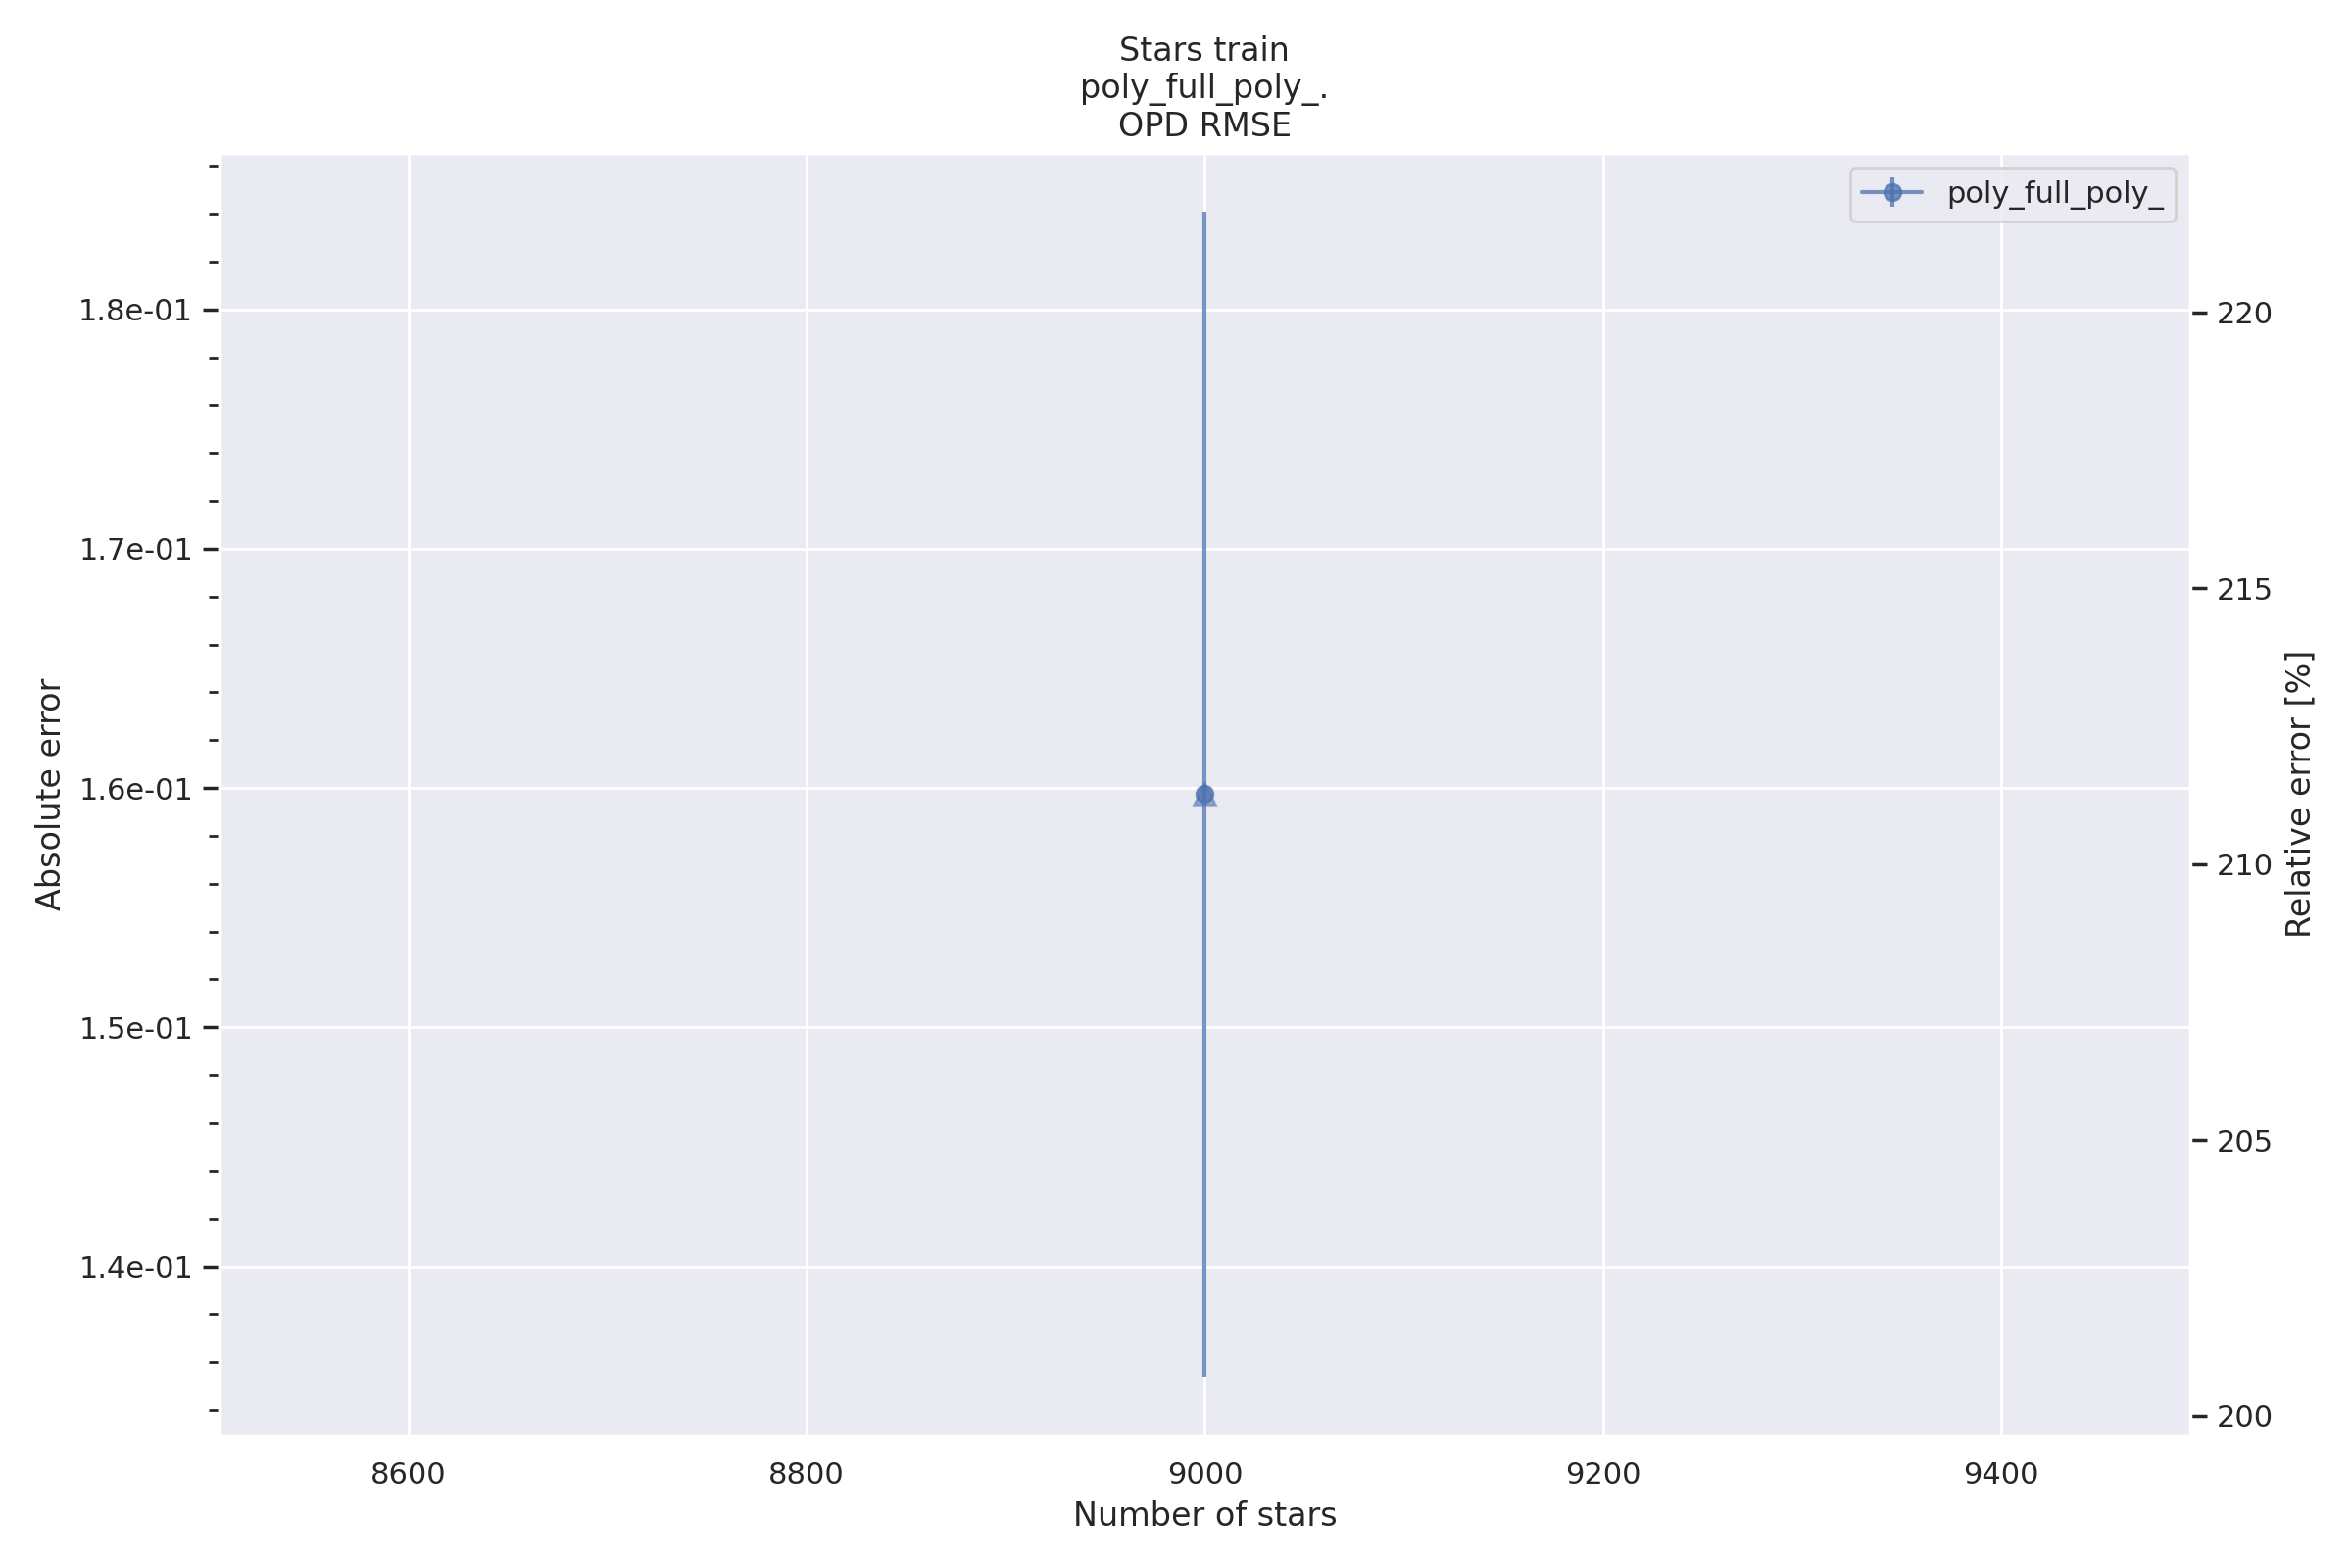 Stars train
poly_full_poly_.
OPD RMSE
poly_full_poly_
1.8e-01
1.7e-01
1.6e-01
1.5e-01
1.4e-01
Absolute error
220
215
210
205
200
Relative error [%]
8600 8800 9000 9200 9400
Number of stars